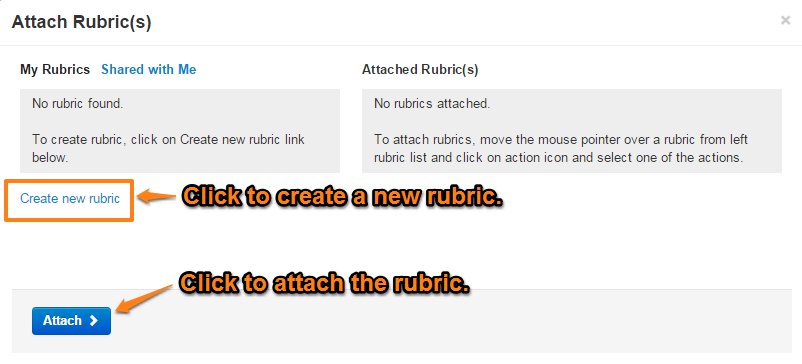 Attach Rubric(s)
×
My Rubrics Shared with Me
No rubric found.
To create rubric, click on Create new rubric link
below.
Attached Rubric(s)
No rubrics attached.
To attach rubrics, move the mouse pointer over a rubric from left
rubric list and click on action icon and select one of the actions.
Create new rubric
Click to create a new rubric.
Click to attach the rubric.
Attach